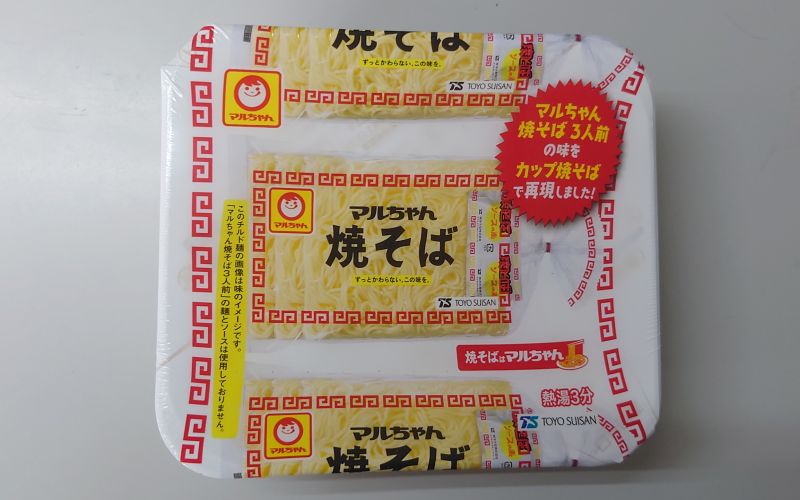 焼そば
ずっとかわらない、この味を。
TS TOYO SUISAN
マルちゃん
マルちゃん
焼そば3人前
の味を
カップ焼そば
で再現しました!
マルちゃん
マルちゃん
焼そば
ずっとかわらない、この味を。
TS TOYO SUISAN
このチルド麺の画像は味のイメージです。
「マルちゃん焼そば3人前」の麺とソースは使用しておりません。
焼そばはマルちゃん
熱湯3分
TS TOYO SUISAN
マルちゃん
マルちゃん
焼そば